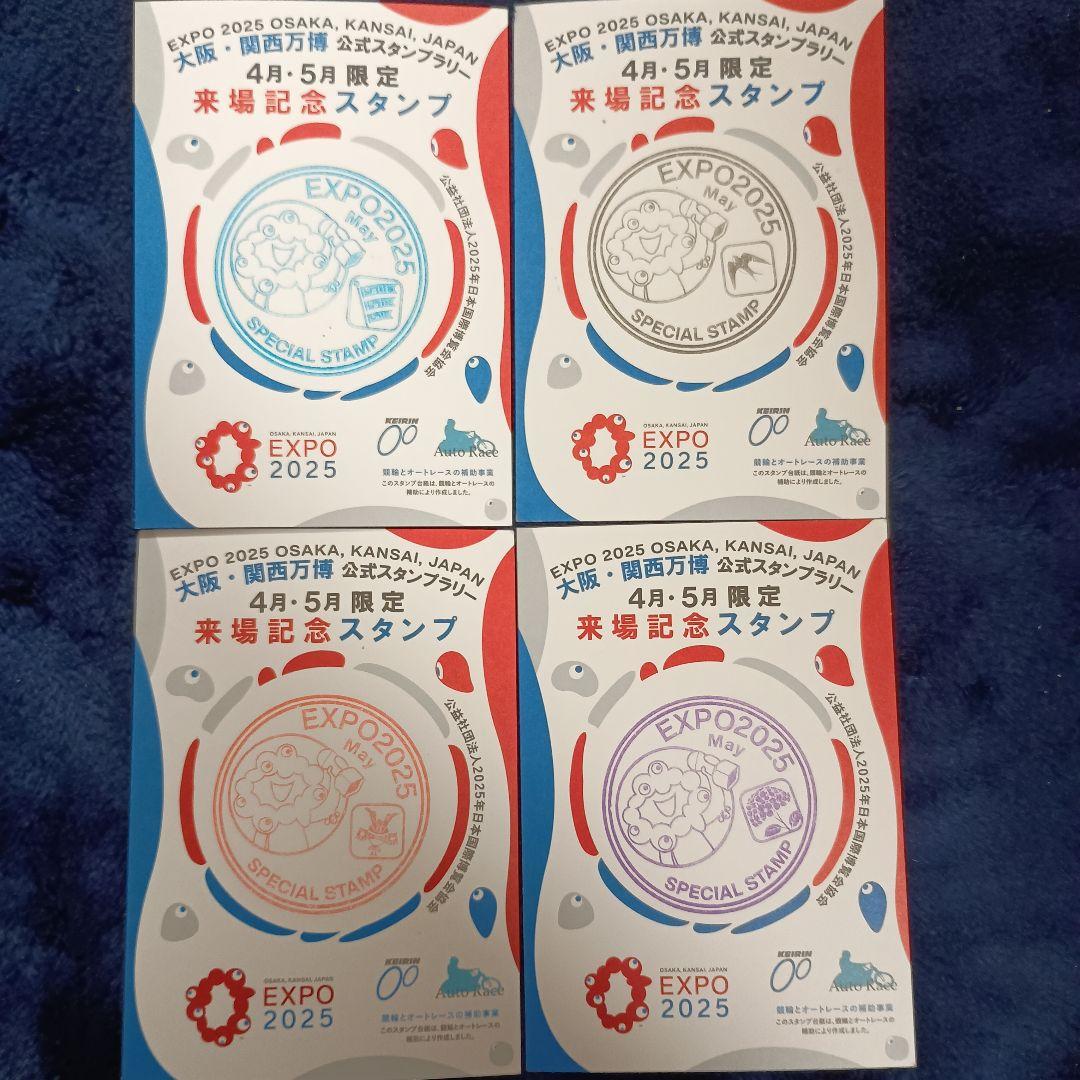 EXPO 2025 OSAKA, KANSAI, JAPAN
大阪・関西万博 公式スタンプラリー
4月・5月 限定
来場記念スタンプ
EXPO2025
May
SPECIAL STAMP
公益社団法人2025年日本国際博覧会協会
OSAKA, KANSAI, JAPAN
EXPO
2025
KEIRIN
Auto Race
競輪とオートレースの補助事業
このスタンプ台紙は、競輪とオートレースの
補助により作成しました。
EXPO 2025 OSAKA, KANSAI, JAPAN
大阪・関西万博 公式スタンプラリー
4月・5月 限定
来場記念スタンプ
EXPO2025
May
SPECIAL STAMP
公益社団法人2025年日本国際博覧会協会
OSAKA, KANSAI, JAPAN
EXPO
2025
KEIRIN
Auto Race
競輪とオートレースの補助事業
このスタンプ台紙は、競輪とオートレースの
補助により作成しました。
EXPO 2025 OSAKA, KANSAI, JAPAN
大阪・関西万博 公式スタンプラリー
4月・5月 限定
来場記念スタンプ
EXPO2025
May
SPECIAL STAMP
公益社団法人2025年日本国際博覧会協会
OSAKA, KANSAI, JAPAN
EXPO
2025
KEIRIN
Auto Race
競輪とオートレースの補助事業
このスタンプ台紙は、競輪とオートレースの
補助により作成しました。
EXPO 2025 OSAKA, KANSAI, JAPAN
大阪・関西万博 公式スタンプラリー
4月・5月 限定
来場記念スタンプ
EXPO2025
May
SPECIAL STAMP
公益社団法人2025年日本国際博覧会協会
OSAKA, KANSAI, JAPAN
EXPO
2025
KEIRIN
Auto Race
競輪とオートレースの補助事業
このスタンプ台紙は、競輪とオートレースの
補助により作成しました。